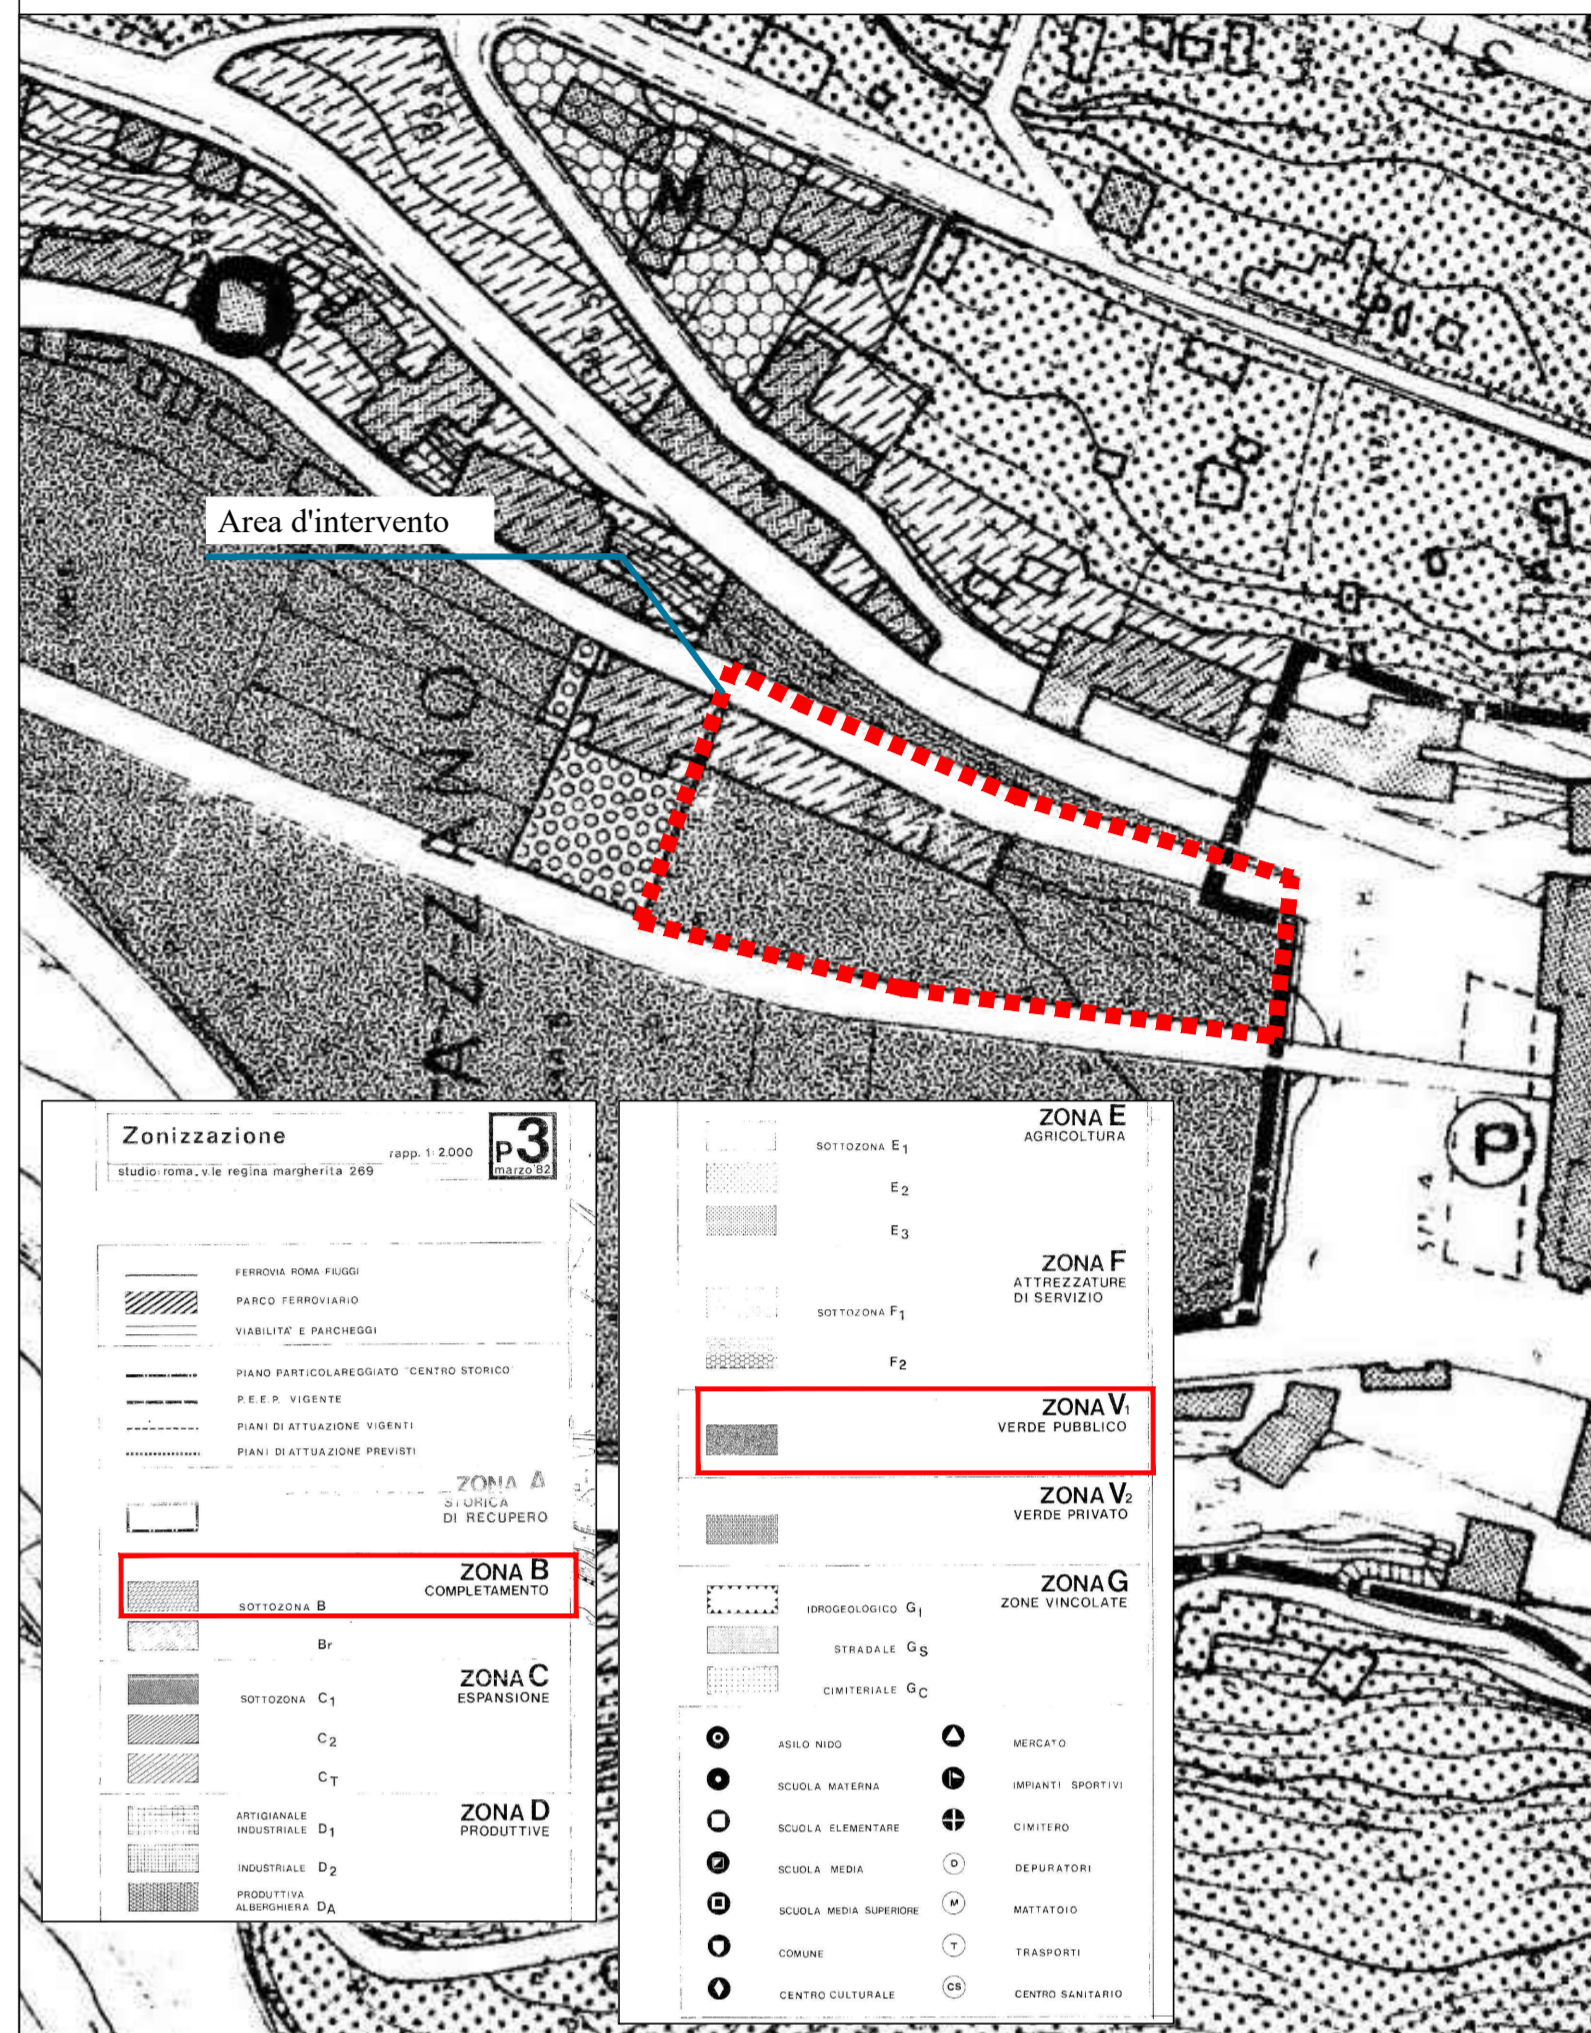 M
P
Area d'intervento
A-Z-Z-A-N-O
P
STA
Zonizzazione
rapp. 1:2.000
P3
marzo'82
studio: roma, v.le regina margherita 269
FERROVIA ROMA-FIUGGI
PARCO FERROVIARIO
VIABILITA' E PARCHEGGI
PIANO PARTICOLAREGGIATO "CENTRO STORICO"
P.E.E.P. VIGENTE
PIANI DI ATTUAZIONE VIGENTI
PIANI DI ATTUAZIONE PREVISTI
ZONA A
STORICA
DI RECUPERO
ZONA B
COMPLETAMENTO
SOTTOZONA B
Br
ZONA C
ESPANSIONE
SOTTOZONA C1
C2
CT
ZONA D
PRODUTTIVE
ARTIGIANALE
INDUSTRIALE D1
INDUSTRIALE D2
PRODUTTIVA
ALBERGHIERA DA
ZONA E
AGRICOLTURA
SOTTOZONA E1
E2
E3
ZONA F
ATTREZZATURE
DI SERVIZIO
SOTTOZONA F1
F2
ZONA V1
VERDE PUBBLICO
ZONA V2
VERDE PRIVATO
ZONA G
ZONE VINCOLATE
IDROGEOLOGICO GI
STRADALE GS
CIMITERIALE GC
ASILO NIDO
MERCATO
SCUOLA MATERNA
IMPIANTI SPORTIVI
SCUOLA ELEMENTARE
CIMITERO
SCUOLA MEDIA
D DEPURATORI
SCUOLA MEDIA SUPERIORE
M MATTATOIO
COMUNE
T TRASPORTI
CENTRO CULTURALE
CS CENTRO SANITARIO